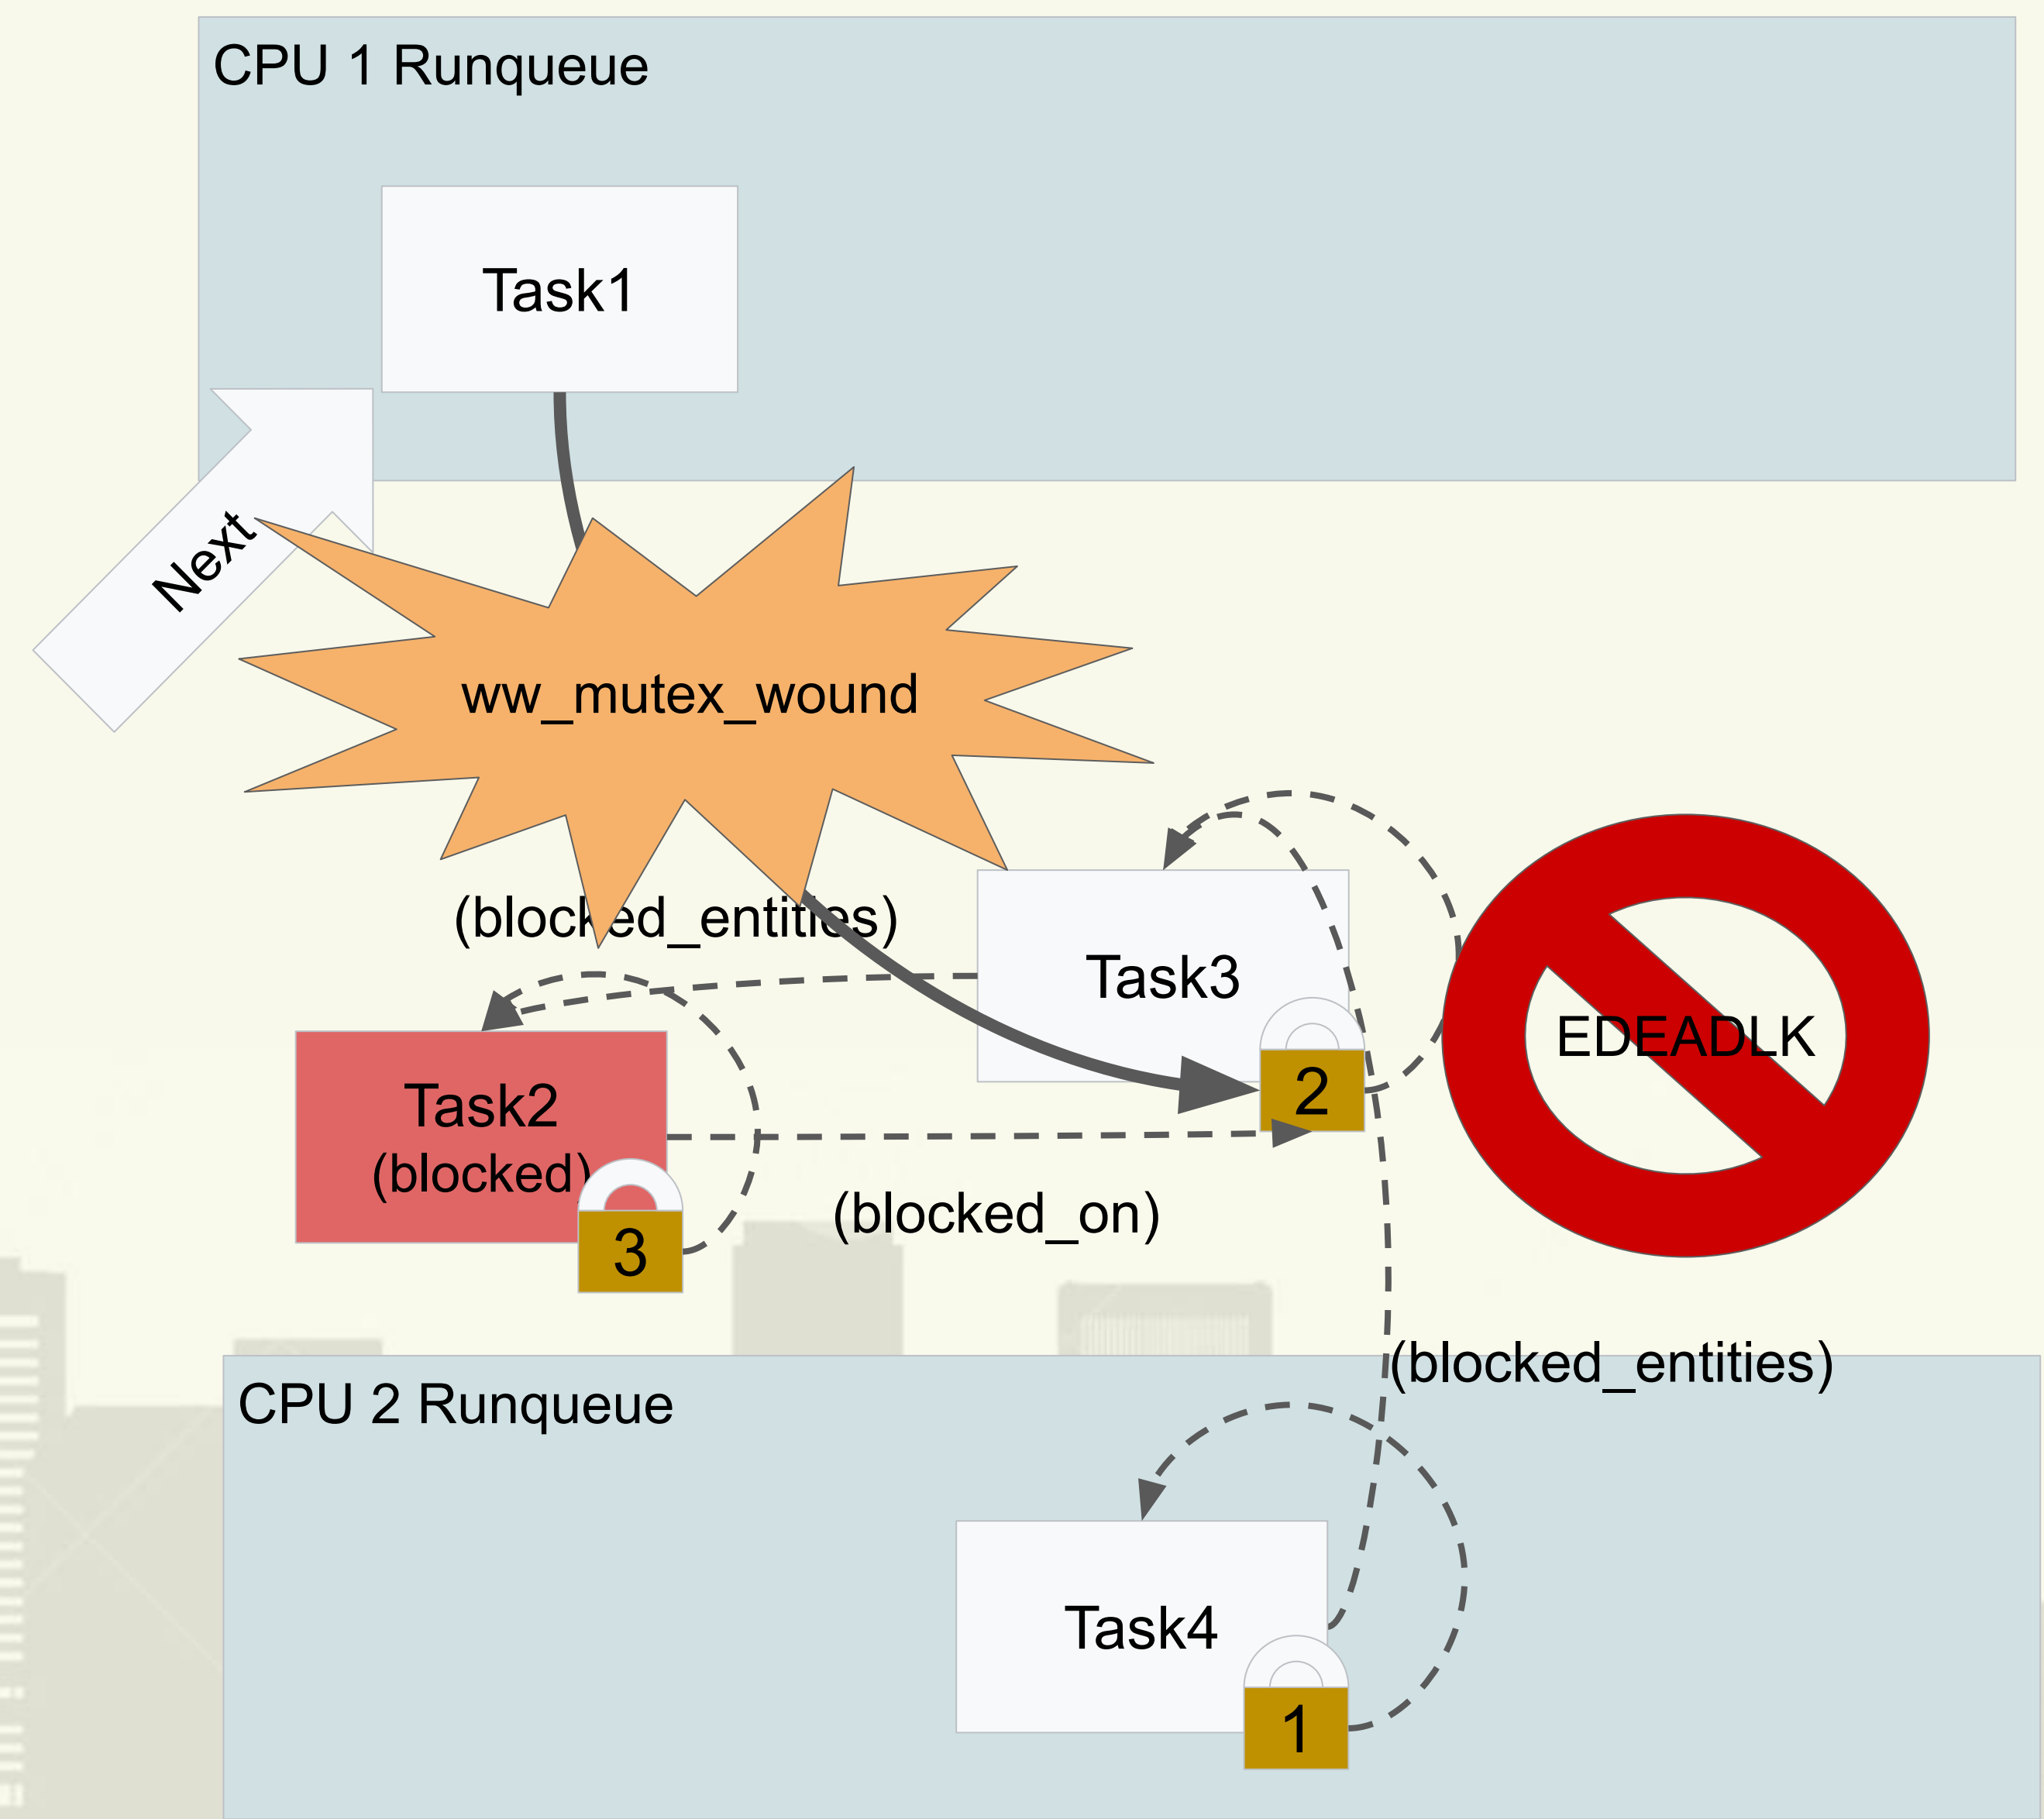 CPU 1 Runqueue
Task1
Next
ww_mutex_wound
(blocked_entities)
Task3
2
EDEADLK
Task2
(blocked)
3
(blocked_on)
(blocked_entities)
CPU 2 Runqueue
Task4
1